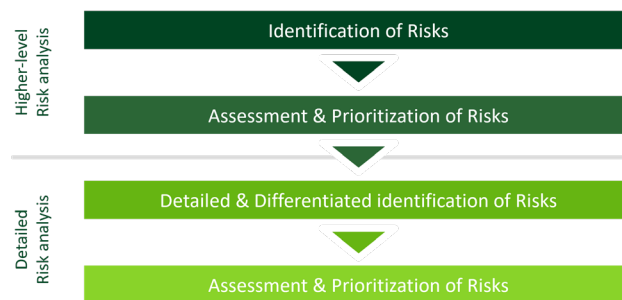 Higher-level
Risk analysis
Identification of Risks
Assessment & Prioritization of Risks
Detailed
Risk analysis
Detailed & Differentiated identification of Risks
Assessment & Prioritization of Risks